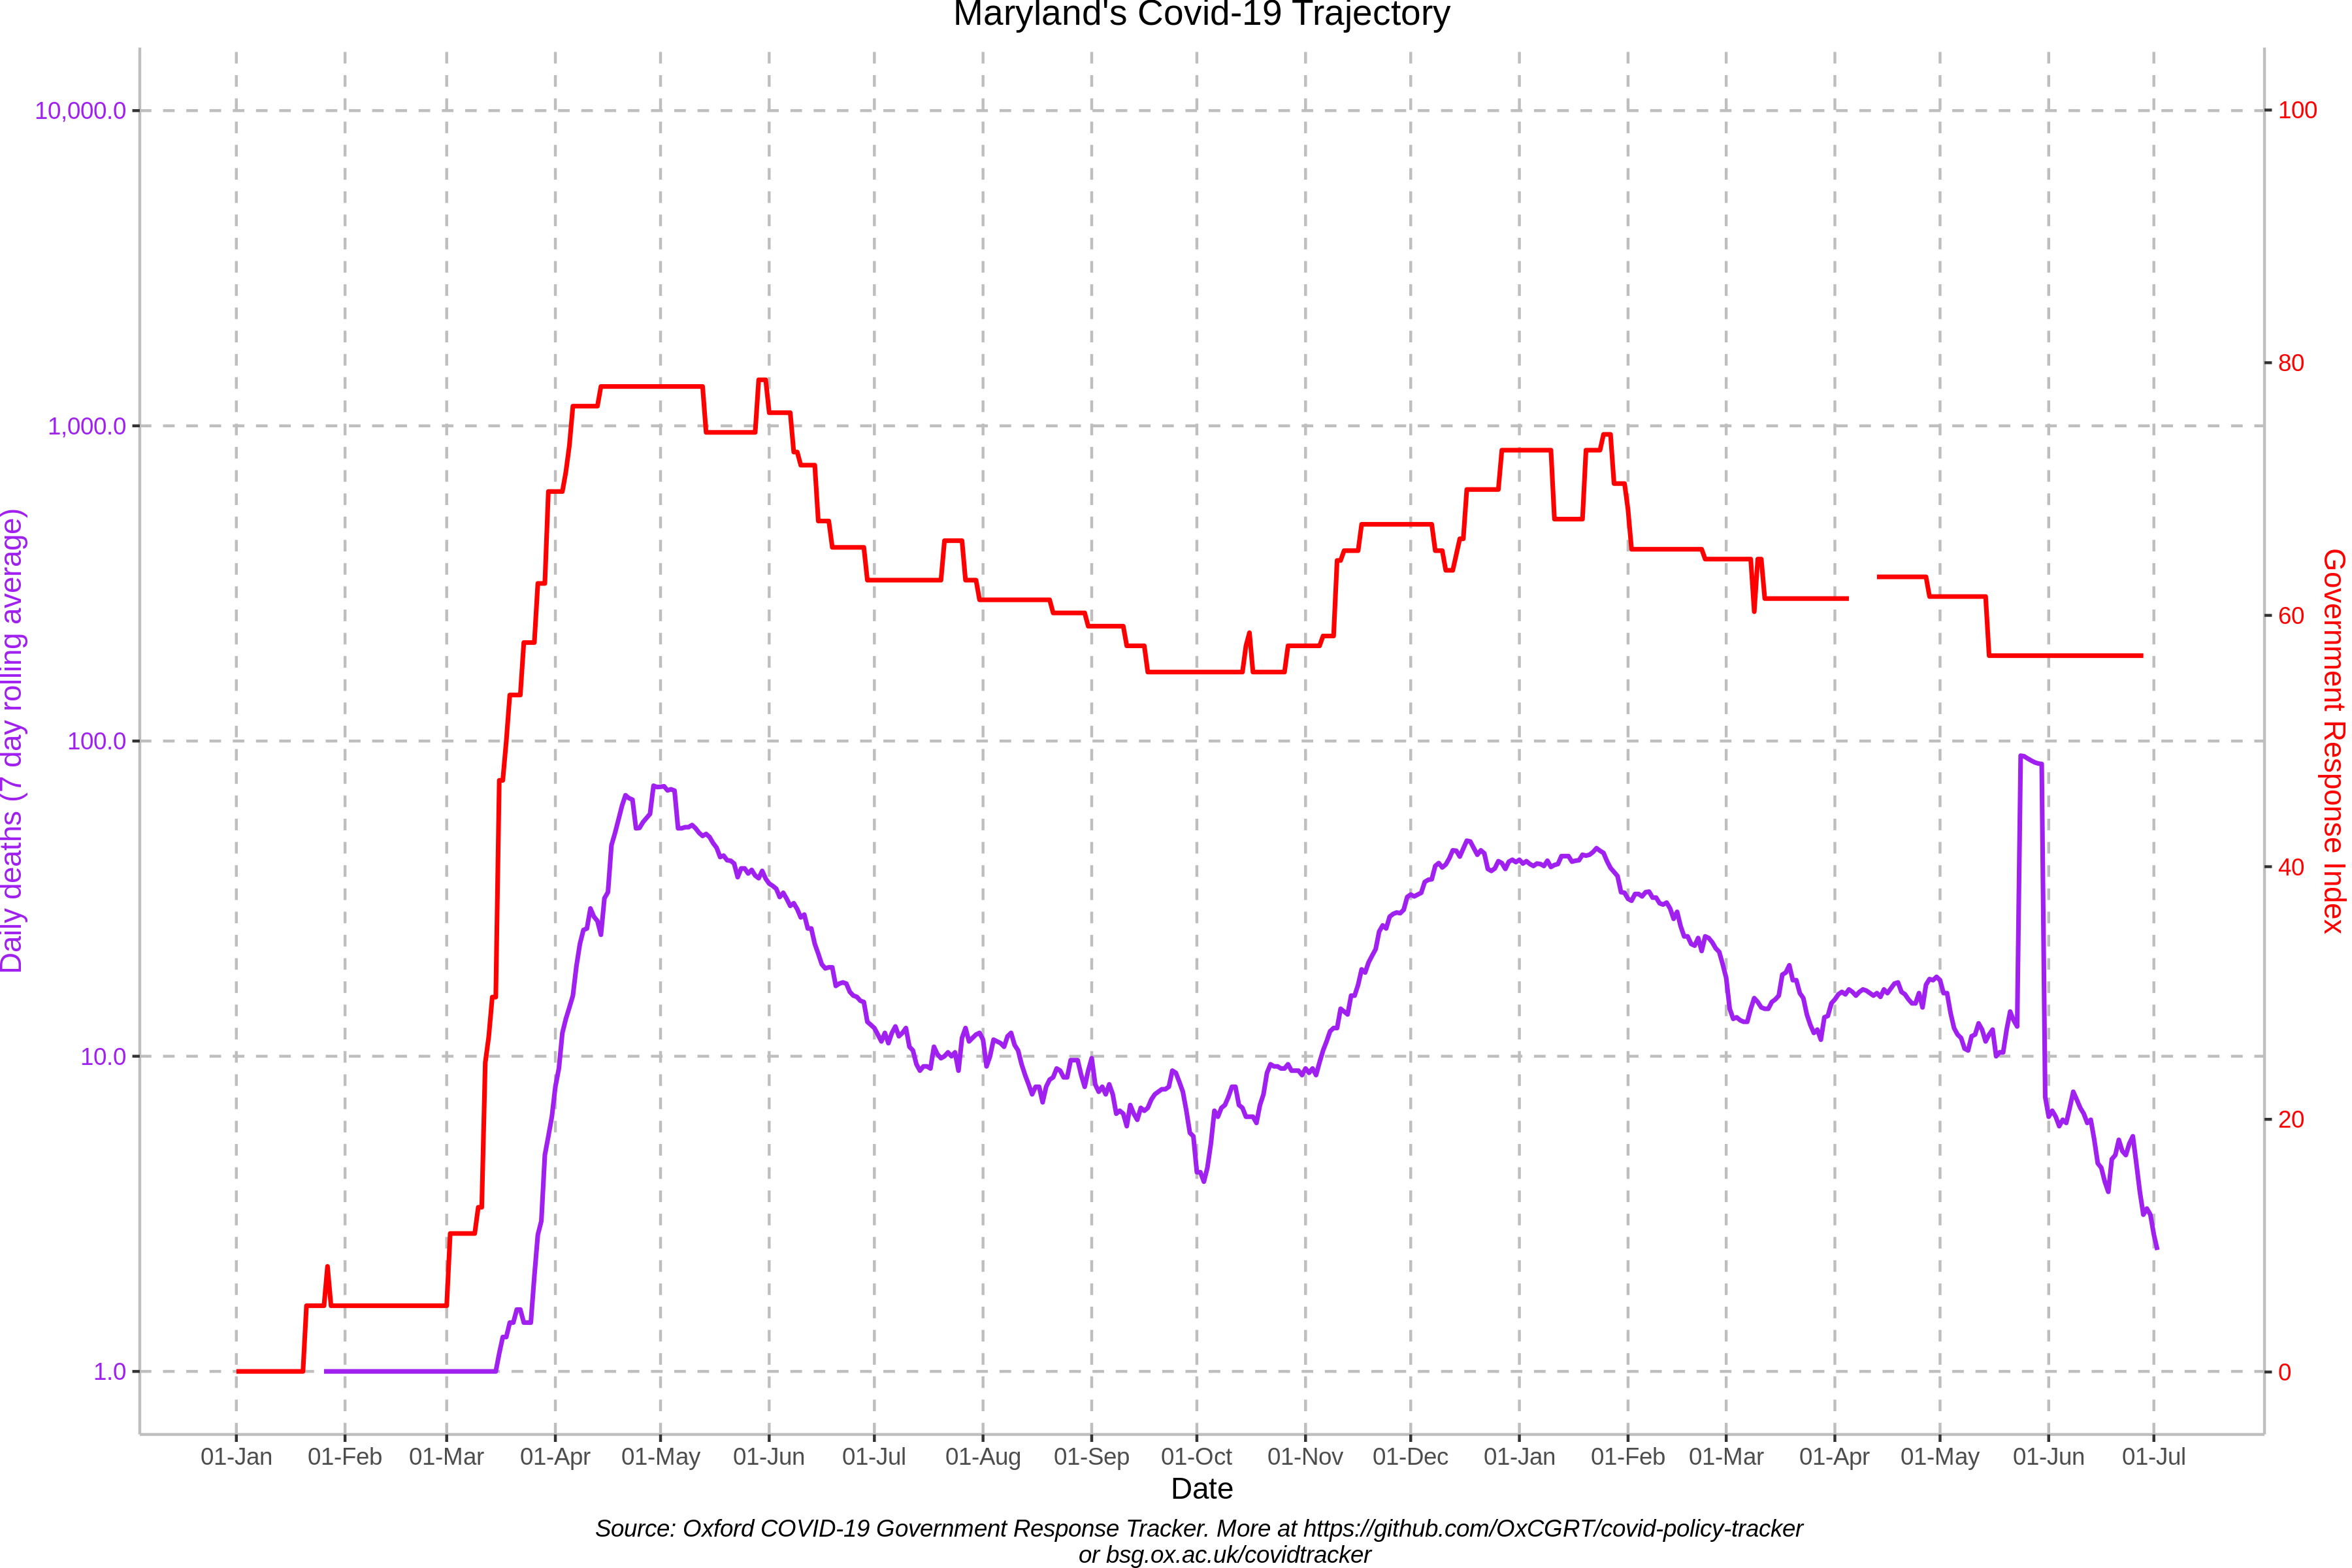 Maryland's Covid-19 Trajectory
10,000.0
1,000.0
100.0
10.0
1.0
Daily deaths (7 day rolling average)
100
80
60
40
20
0
Government Response Index
01-Jan 01-Feb 01-Mar 01-Apr 01-May 01-Jun 01-Jul 01-Aug 01-Sep 01-Oct 01-Nov 01-Dec 01-Jan 01-Feb 01-Mar 01-Apr 01-May 01-Jun 01-Jul
Date
Source: Oxford COVID-19 Government Response Tracker. More at https://github.com/OxCGRT/covid-policy-tracker
or bsg.ox.ac.uk/covidtracker